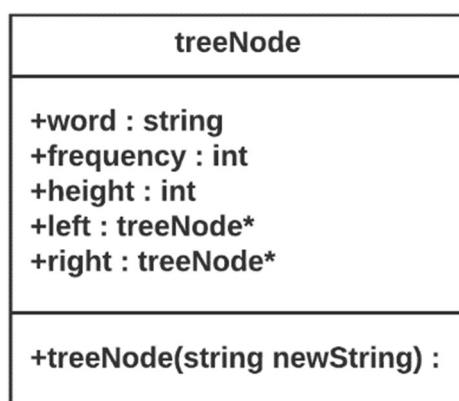 treeNode
+word : string
+frequency : int
+height : int
+left : treeNode*
+right : treeNode*
+treeNode(string newString) :